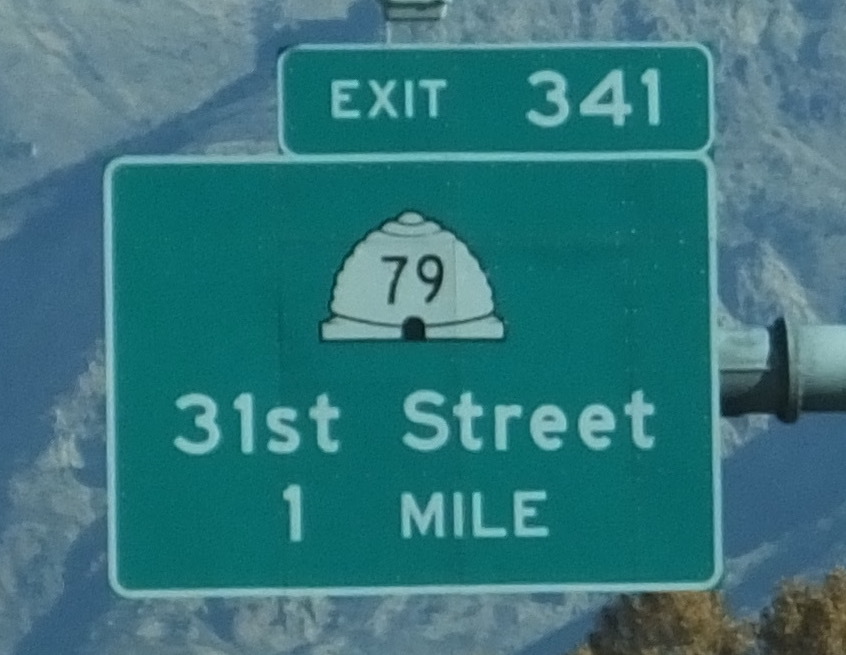 EXIT 341
79
31st Street
1 MILE